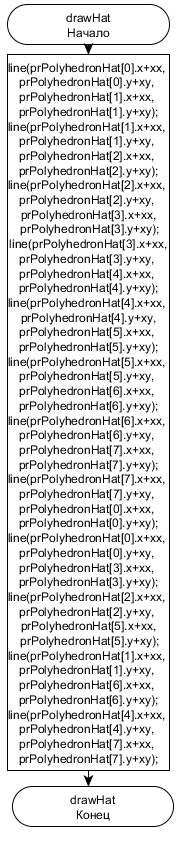 drawHat
Начало
line(prPolyhedronHat[0].x+xx,
prPolyhedronHat[0].y+xy,
prPolyhedronHat[1].x+xx,
prPolyhedronHat[1].y+xy);
line(prPolyhedronHat[1].x+xx,
prPolyhedronHat[1].y+xy,
prPolyhedronHat[2].x+xx,
prPolyhedronHat[2].y+xy);
line(prPolyhedronHat[2].x+xx,
prPolyhedronHat[2].y+xy,
prPolyhedronHat[3].x+xx,
prPolyhedronHat[3].y+xy);
line(prPolyhedronHat[3].x+xx,
prPolyhedronHat[3].y+xy,
prPolyhedronHat[4].x+xx,
prPolyhedronHat[4].y+xy);
line(prPolyhedronHat[4].x+xx,
prPolyhedronHat[4].y+xy,
prPolyhedronHat[5].x+xx,
prPolyhedronHat[5].y+xy);
line(prPolyhedronHat[5].x+xx,
prPolyhedronHat[5].y+xy,
prPolyhedronHat[6].x+xx,
prPolyhedronHat[6].y+xy);
line(prPolyhedronHat[6].x+xx,
prPolyhedronHat[6].y+xy,
prPolyhedronHat[7].x+xx,
prPolyhedronHat[7].y+xy);
line(prPolyhedronHat[7].x+xx,
prPolyhedronHat[7].y+xy,
prPolyhedronHat[0].x+xx,
prPolyhedronHat[0].y+xy);
line(prPolyhedronHat[0].x+xx,
prPolyhedronHat[0].y+xy,
prPolyhedronHat[3].x+xx,
prPolyhedronHat[3].y+xy);
line(prPolyhedronHat[2].x+xx,
prPolyhedronHat[2].y+xy,
prPolyhedronHat[5].x+xx,
prPolyhedronHat[5].y+xy);
line(prPolyhedronHat[1].x+xx,
prPolyhedronHat[1].y+xy,
prPolyhedronHat[6].x+xx,
prPolyhedronHat[6].y+xy);
line(prPolyhedronHat[4].x+xx,
prPolyhedronHat[4].y+xy,
prPolyhedronHat[7].x+xx,
prPolyhedronHat[7].y+xy);
drawHat
Конец